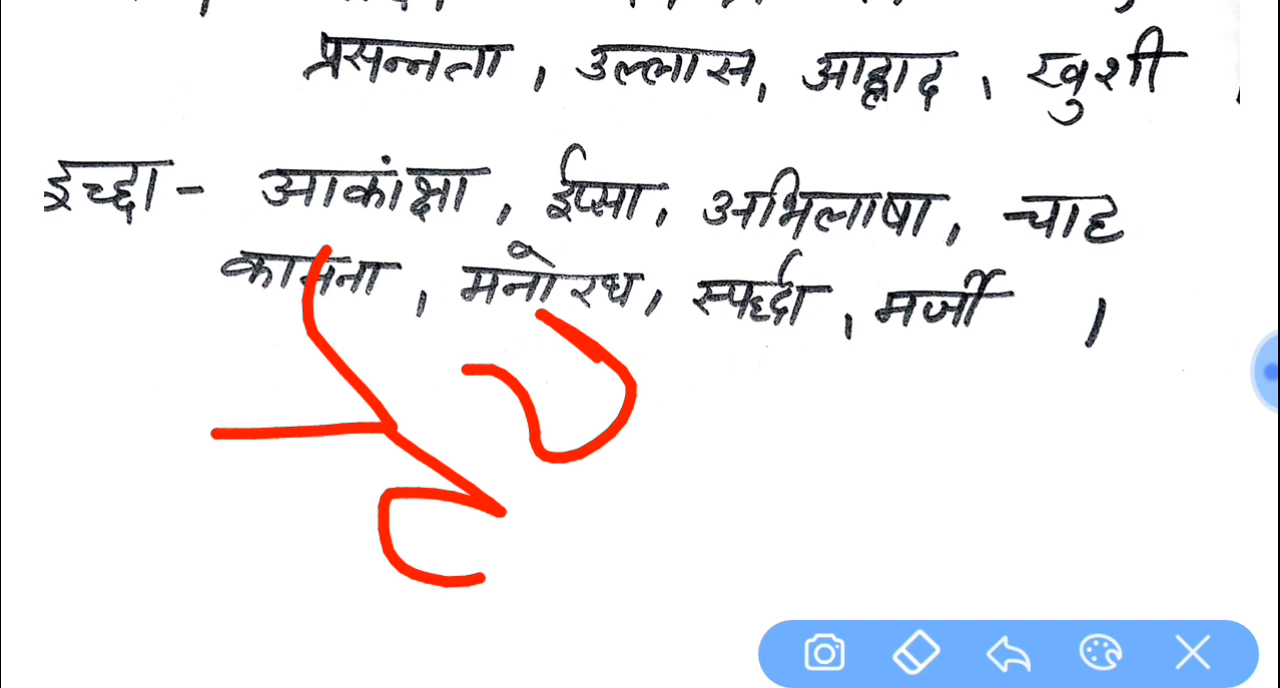 प्रसन्नता, उल्लास, आह्लाद, खुशी
इच्छा - आकांक्षा, ईप्सा, अभिलाषा, चाह
कामना, मनोरथ, स्पर्द्धा, मर्जी ।